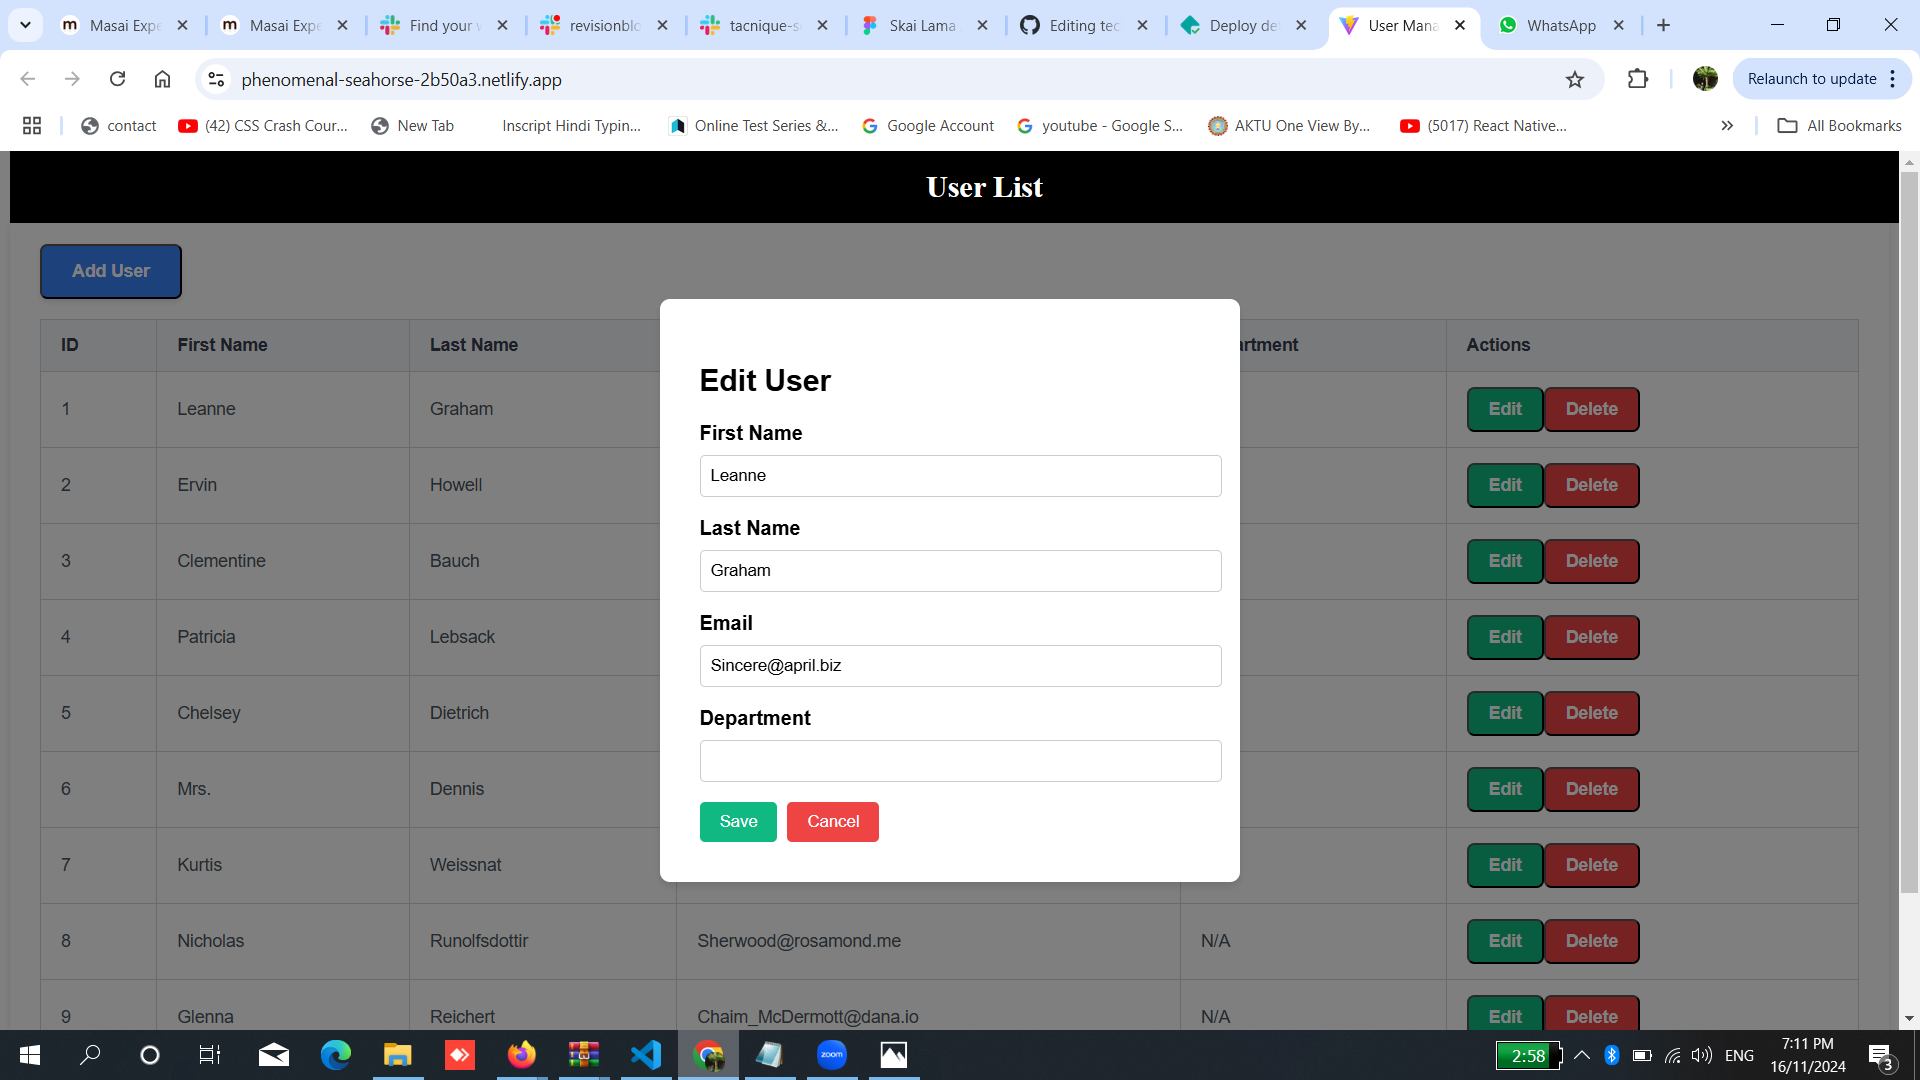 Masai Expe
Masai Expe
Find your w
revisionblo
tacnique-s
Skai Lama
Editing tec
Deploy det
User Mana
WhatsApp
phenomenal-seahorse-2b50a3.netlify.app
Relaunch to update
contact
(42) CSS Crash Cour...
New Tab
Inscript Hindi Typin...
Online Test Series &...
Google Account
youtube - Google S...
AKTU One View By...
(5017) React Native...
All Bookmarks
User List
Add User
ID First Name Last Name artment Actions
1 Leanne Graham Edit Delete
2 Ervin Howell Edit Delete
3 Clementine Bauch Edit Delete
4 Patricia Lebsack Edit Delete
5 Chelsey Dietrich Edit Delete
6 Mrs. Dennis Edit Delete
7 Kurtis Weissnat Edit Delete
8 Nicholas Runolfsdottir Sherwood@rosamond.me N/A Edit Delete
9 Glenna Reichert Chaim_McDermott@dana.io N/A Edit Delete
Edit User
First Name
Leanne
Last Name
Graham
Email
Sincere@april.biz
Department
Save Cancel
zoom
2:58
ENG
7:11 PM
16/11/2024
3